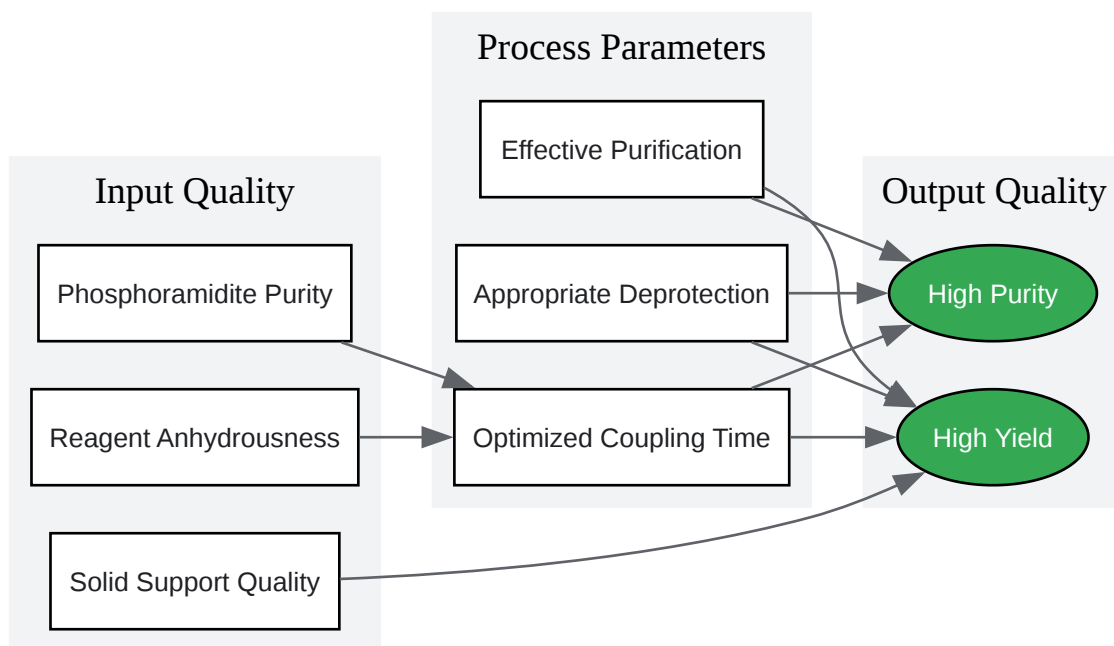 Process Parameters
Effective Purification
Appropriate Deprotection
Optimized Coupling Time
Input Quality
Phosphoramidite Purity
Reagent Anhydrousness
Solid Support Quality
Output Quality
High Purity
High Yield